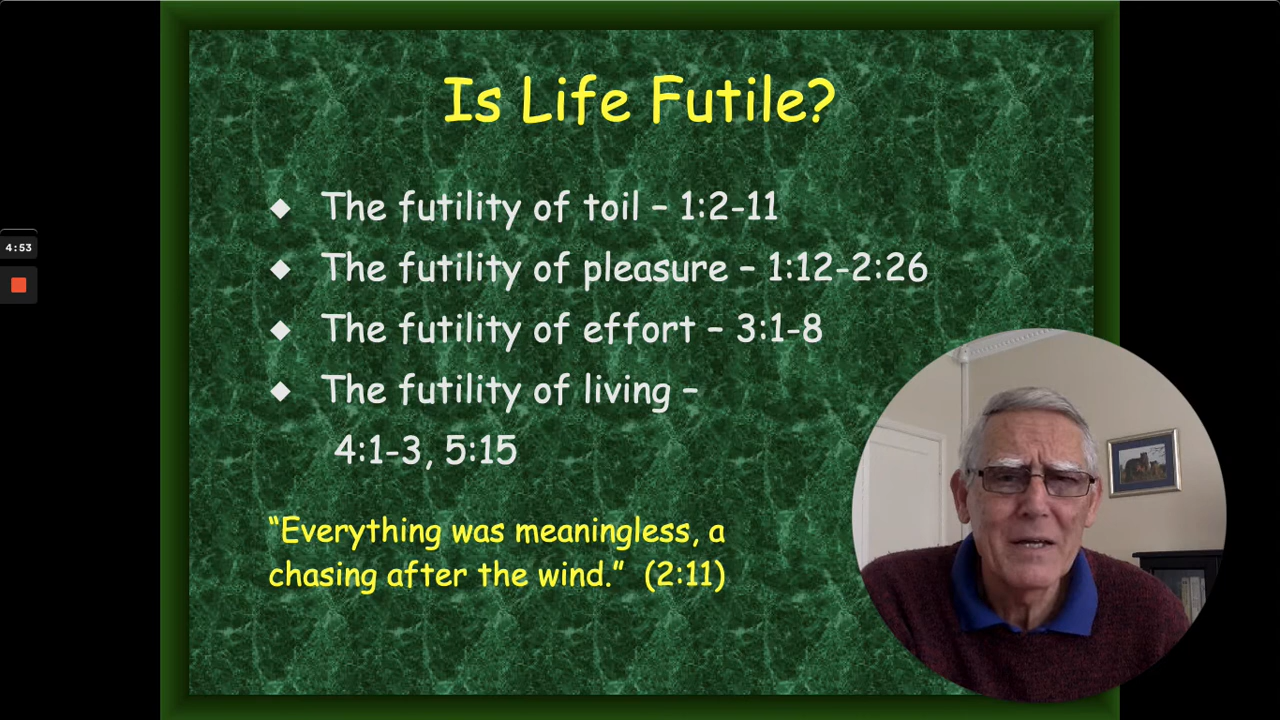 Is Life Futile?
The futility of toil – 1:2-11
The futility of pleasure – 1:12-2:26
4:53
The futility of effort – 3:1-8
The futility of living –
4:1-3, 5:15
“Everything was meaningless, a
chasing after the wind.” (2:11)